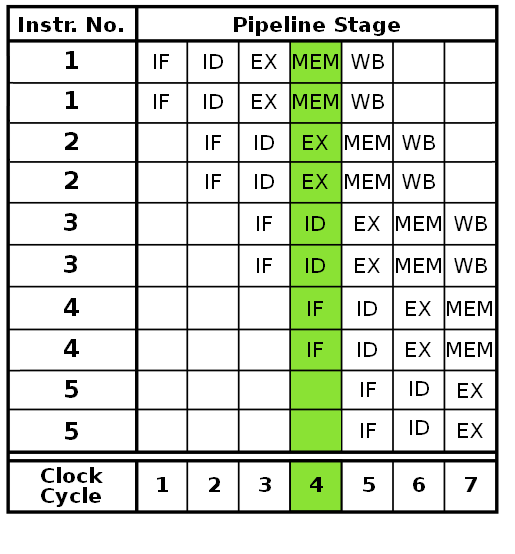 Instr. No. Pipeline Stage
1 IF ID EX MEM WB
1 IF ID EX MEM WB
2 IF ID EX MEM WB
2 IF ID EX MEM WB
3 IF ID EX MEM WB
3 IF ID EX MEM WB
4 IF ID EX MEM
4 IF ID EX MEM
5 IF ID EX
5 IF ID EX
Clock
Cycle 1 2 3 4 5 6 7